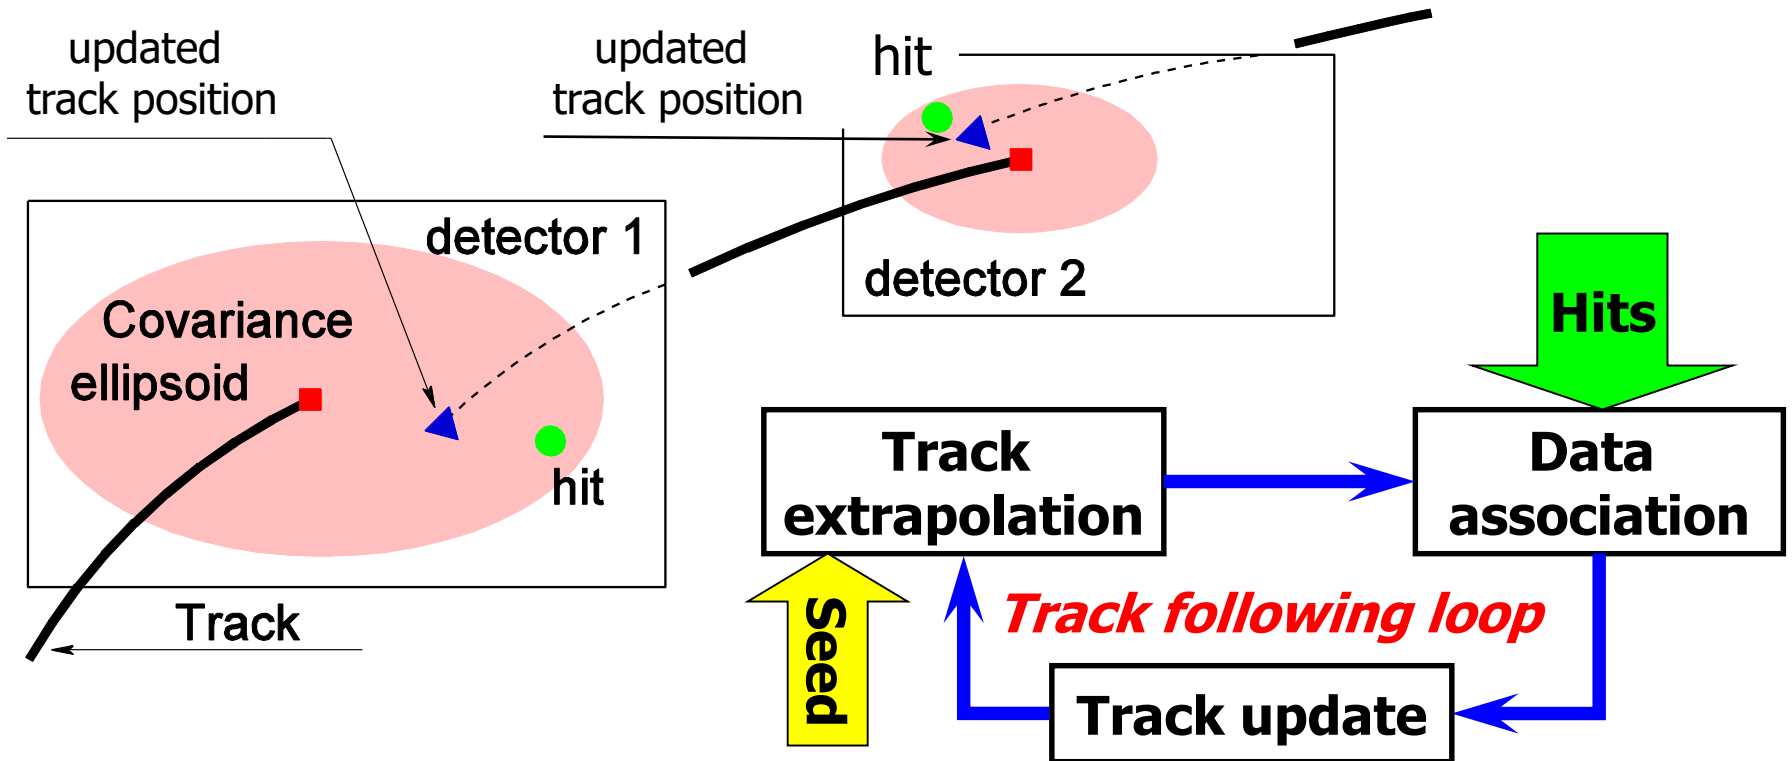 updated
track position
updated
track position
hit
detector 1
detector 2
Covariance
ellipsoid
hit
Track
Hits
Track
extrapolation
Data
association
Seed
Track following loop
Track update